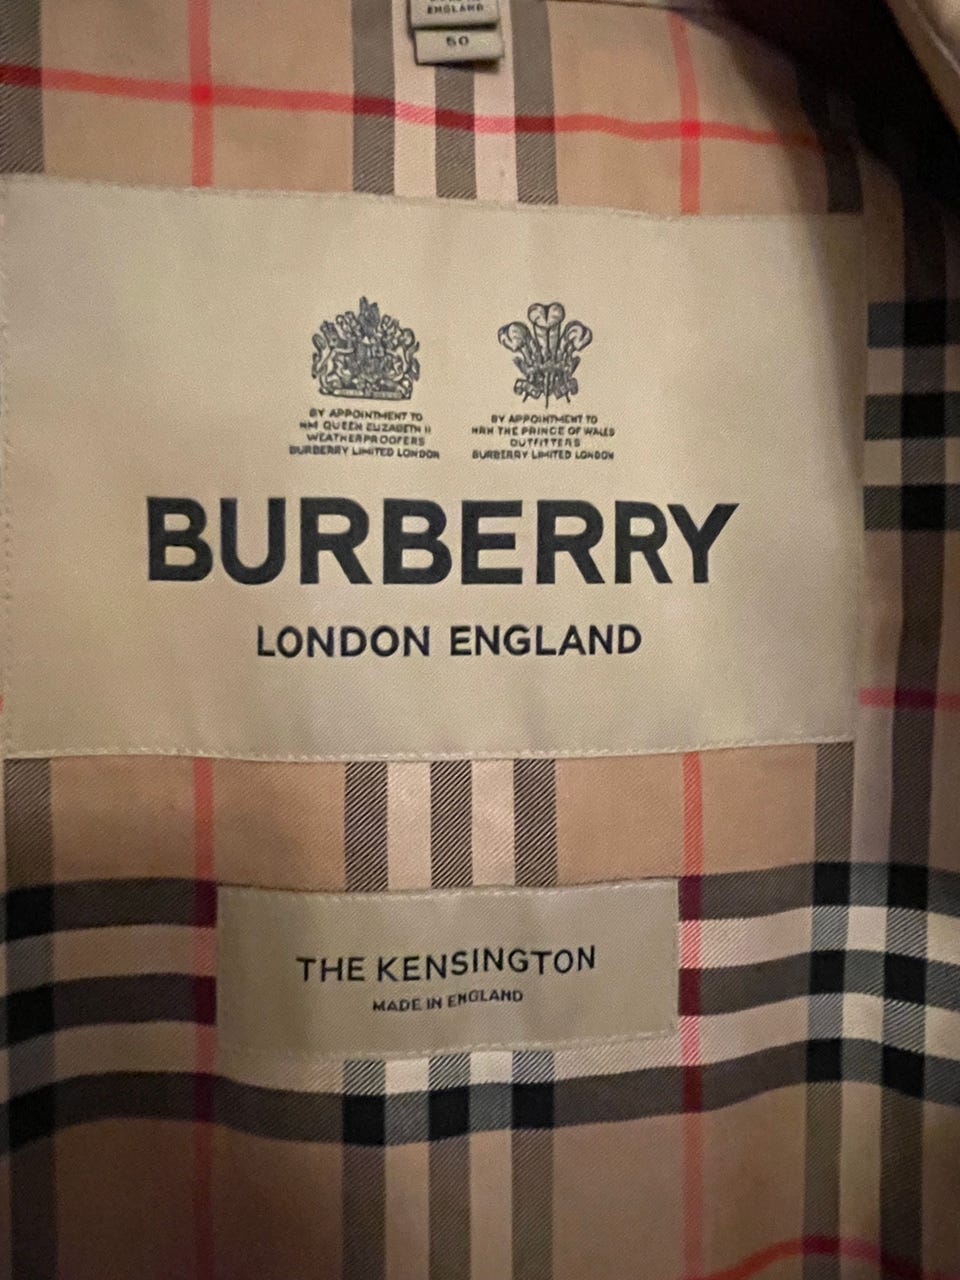 ENGLAND
50
BY APPOINTMENT TO
HM QUEEN ELIZABETH II
WEATHERPROOFERS
BURBERRY LIMITED LONDON
BY APPOINTMENT TO
HRH THE PRINCE OF WALES
OUTFITTERS
BURBERRY LIMITED LONDON
BURBERRY
LONDON ENGLAND
THE KENSINGTON
MADE IN ENGLAND